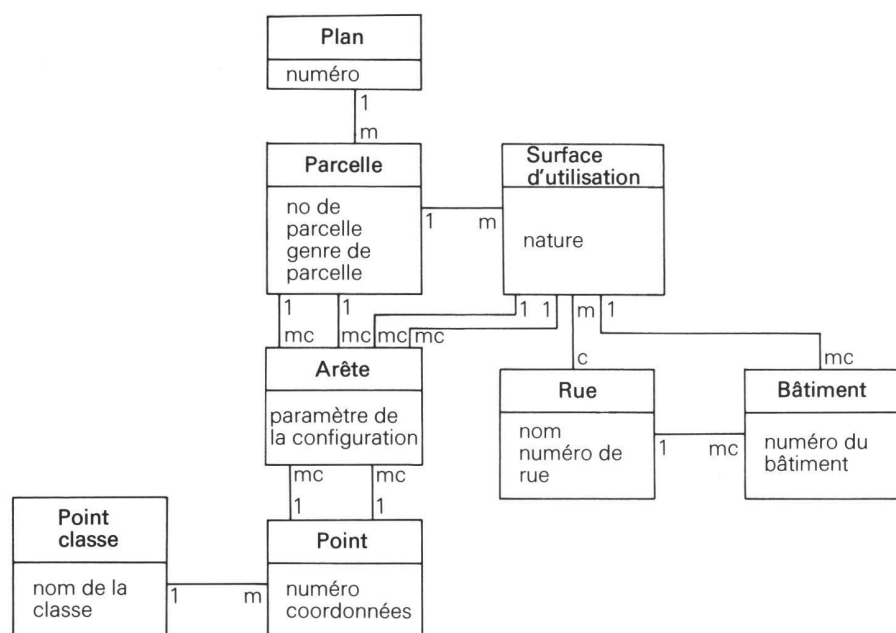 Plan
numéro
1
m
Parcelle
no de
parcelle
genre de
parcelle
1
m
Surface
d'utilisation
nature
1
1
1
1
m
1
mc
mc
mc
mc
mc
c
Arête
paramètre de
la configuration
Rue
nom
numéro de
rue
1
mc
Bâtiment
numéro du
bâtiment
mc
mc
1
1
Point
classe
nom de la
classe
1
m
Point
numéro
coordonnées